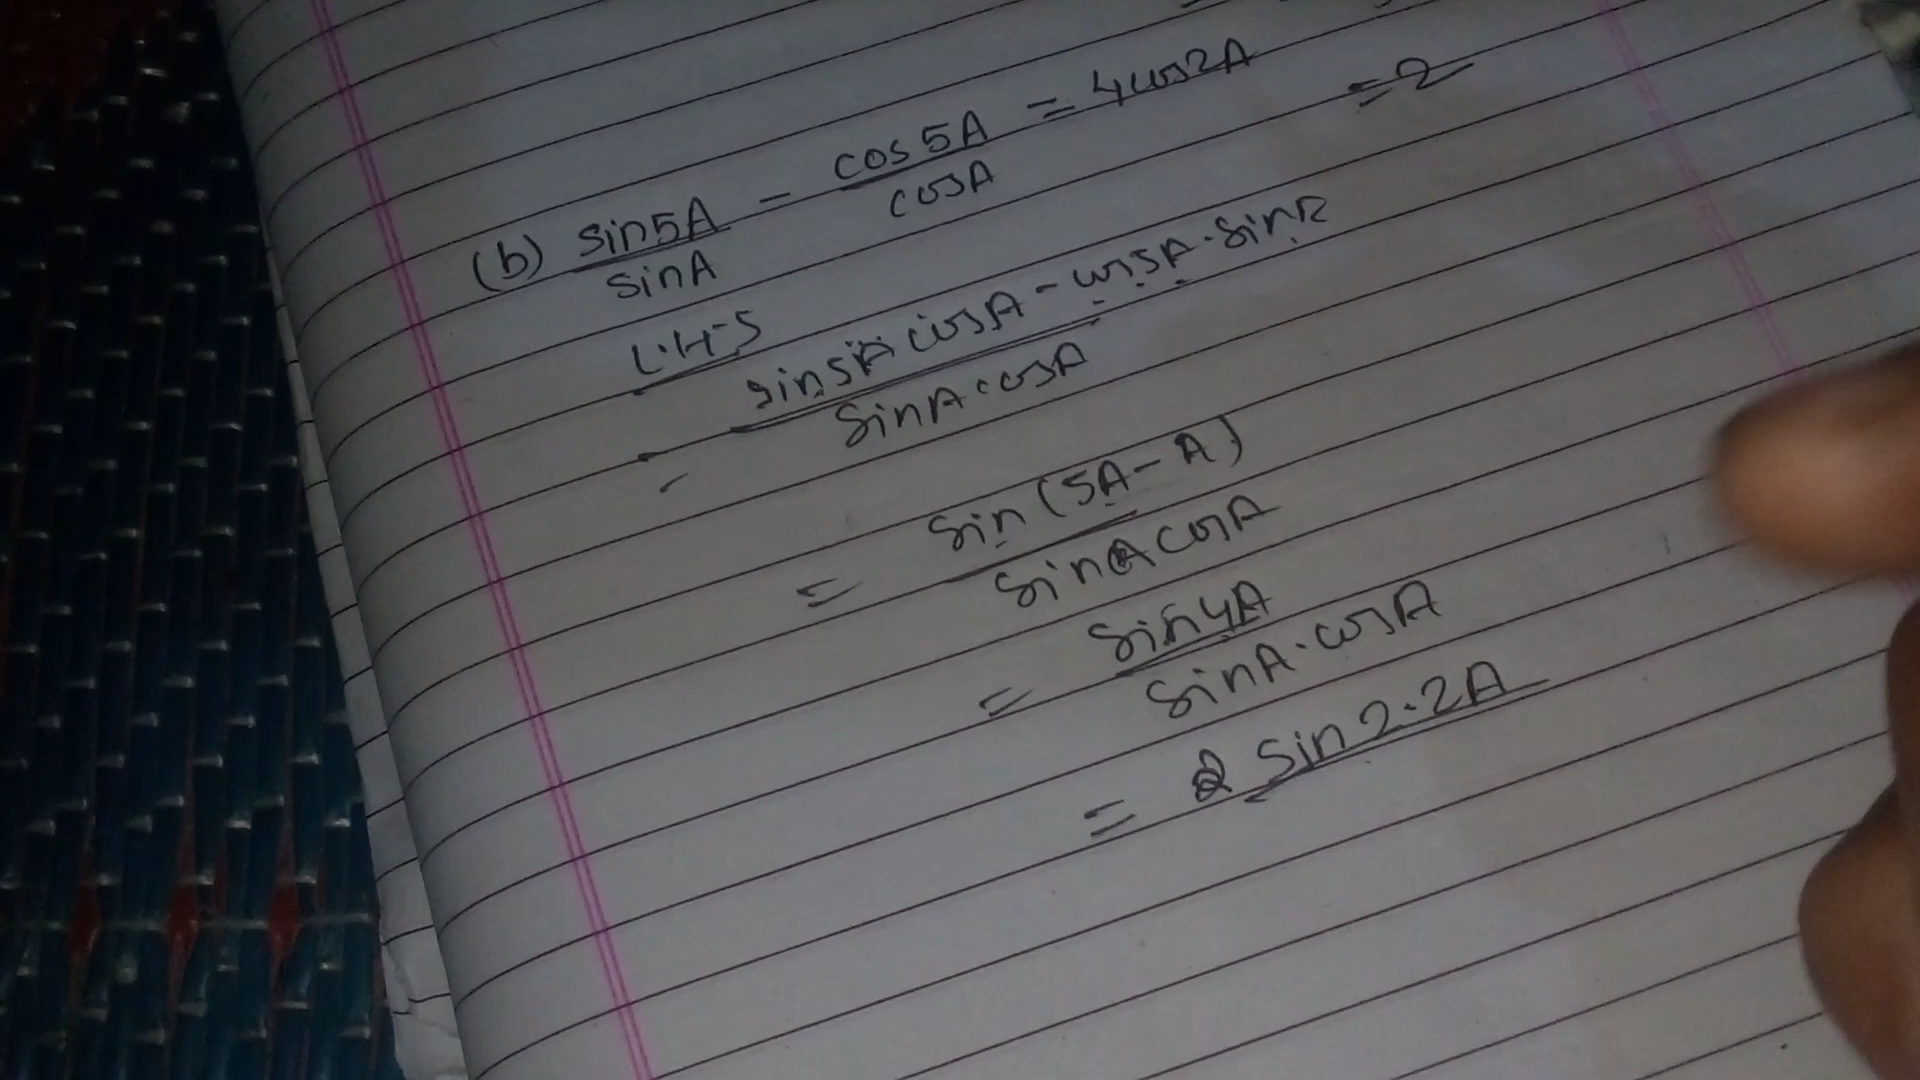 (b) sin5A/sinA - cos5A/cosA = 4cos2A
= 2
L.H.S
= sin5A cosA - cos5A.sinA / sinA.cosA
= sin(5A-A) / sinA cosA
= sin4A / sinA.cosA
= 2 sin2.2A